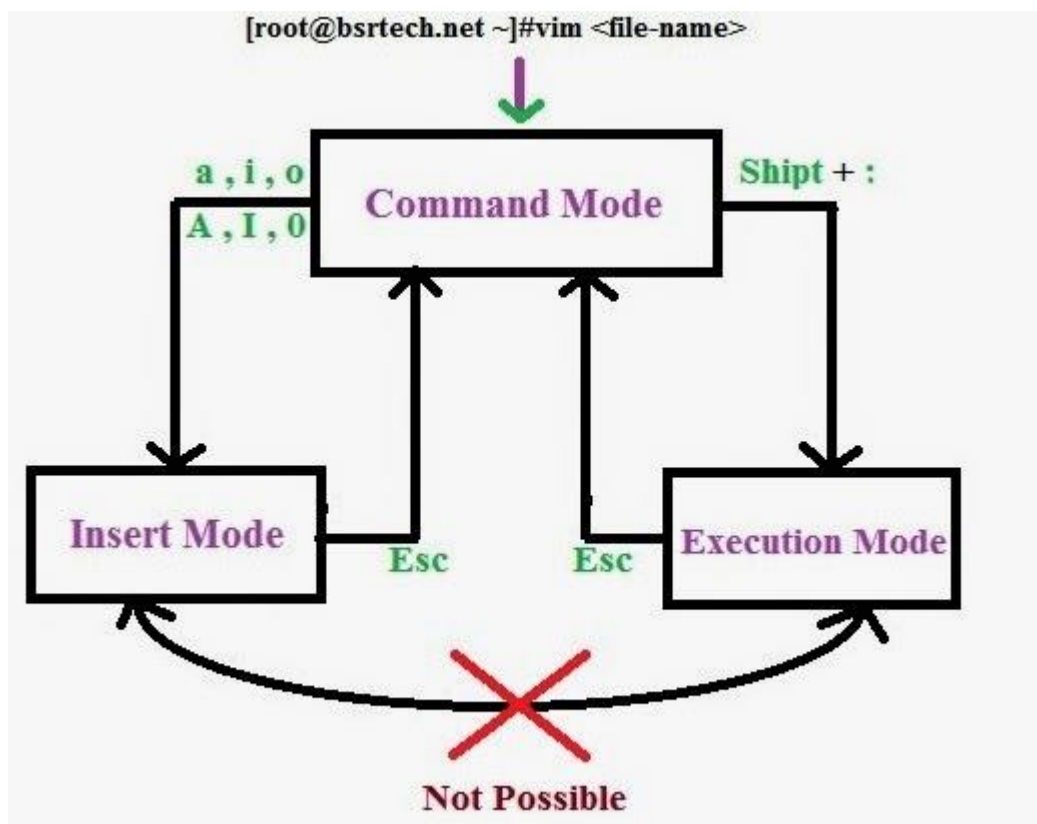 [root@bsrtech.net ~]#vim <file-name>
a , i , o
A , I , 0
Command Mode
Shipt + :
Insert Mode
Esc
Esc
Execution Mode
Not Possible